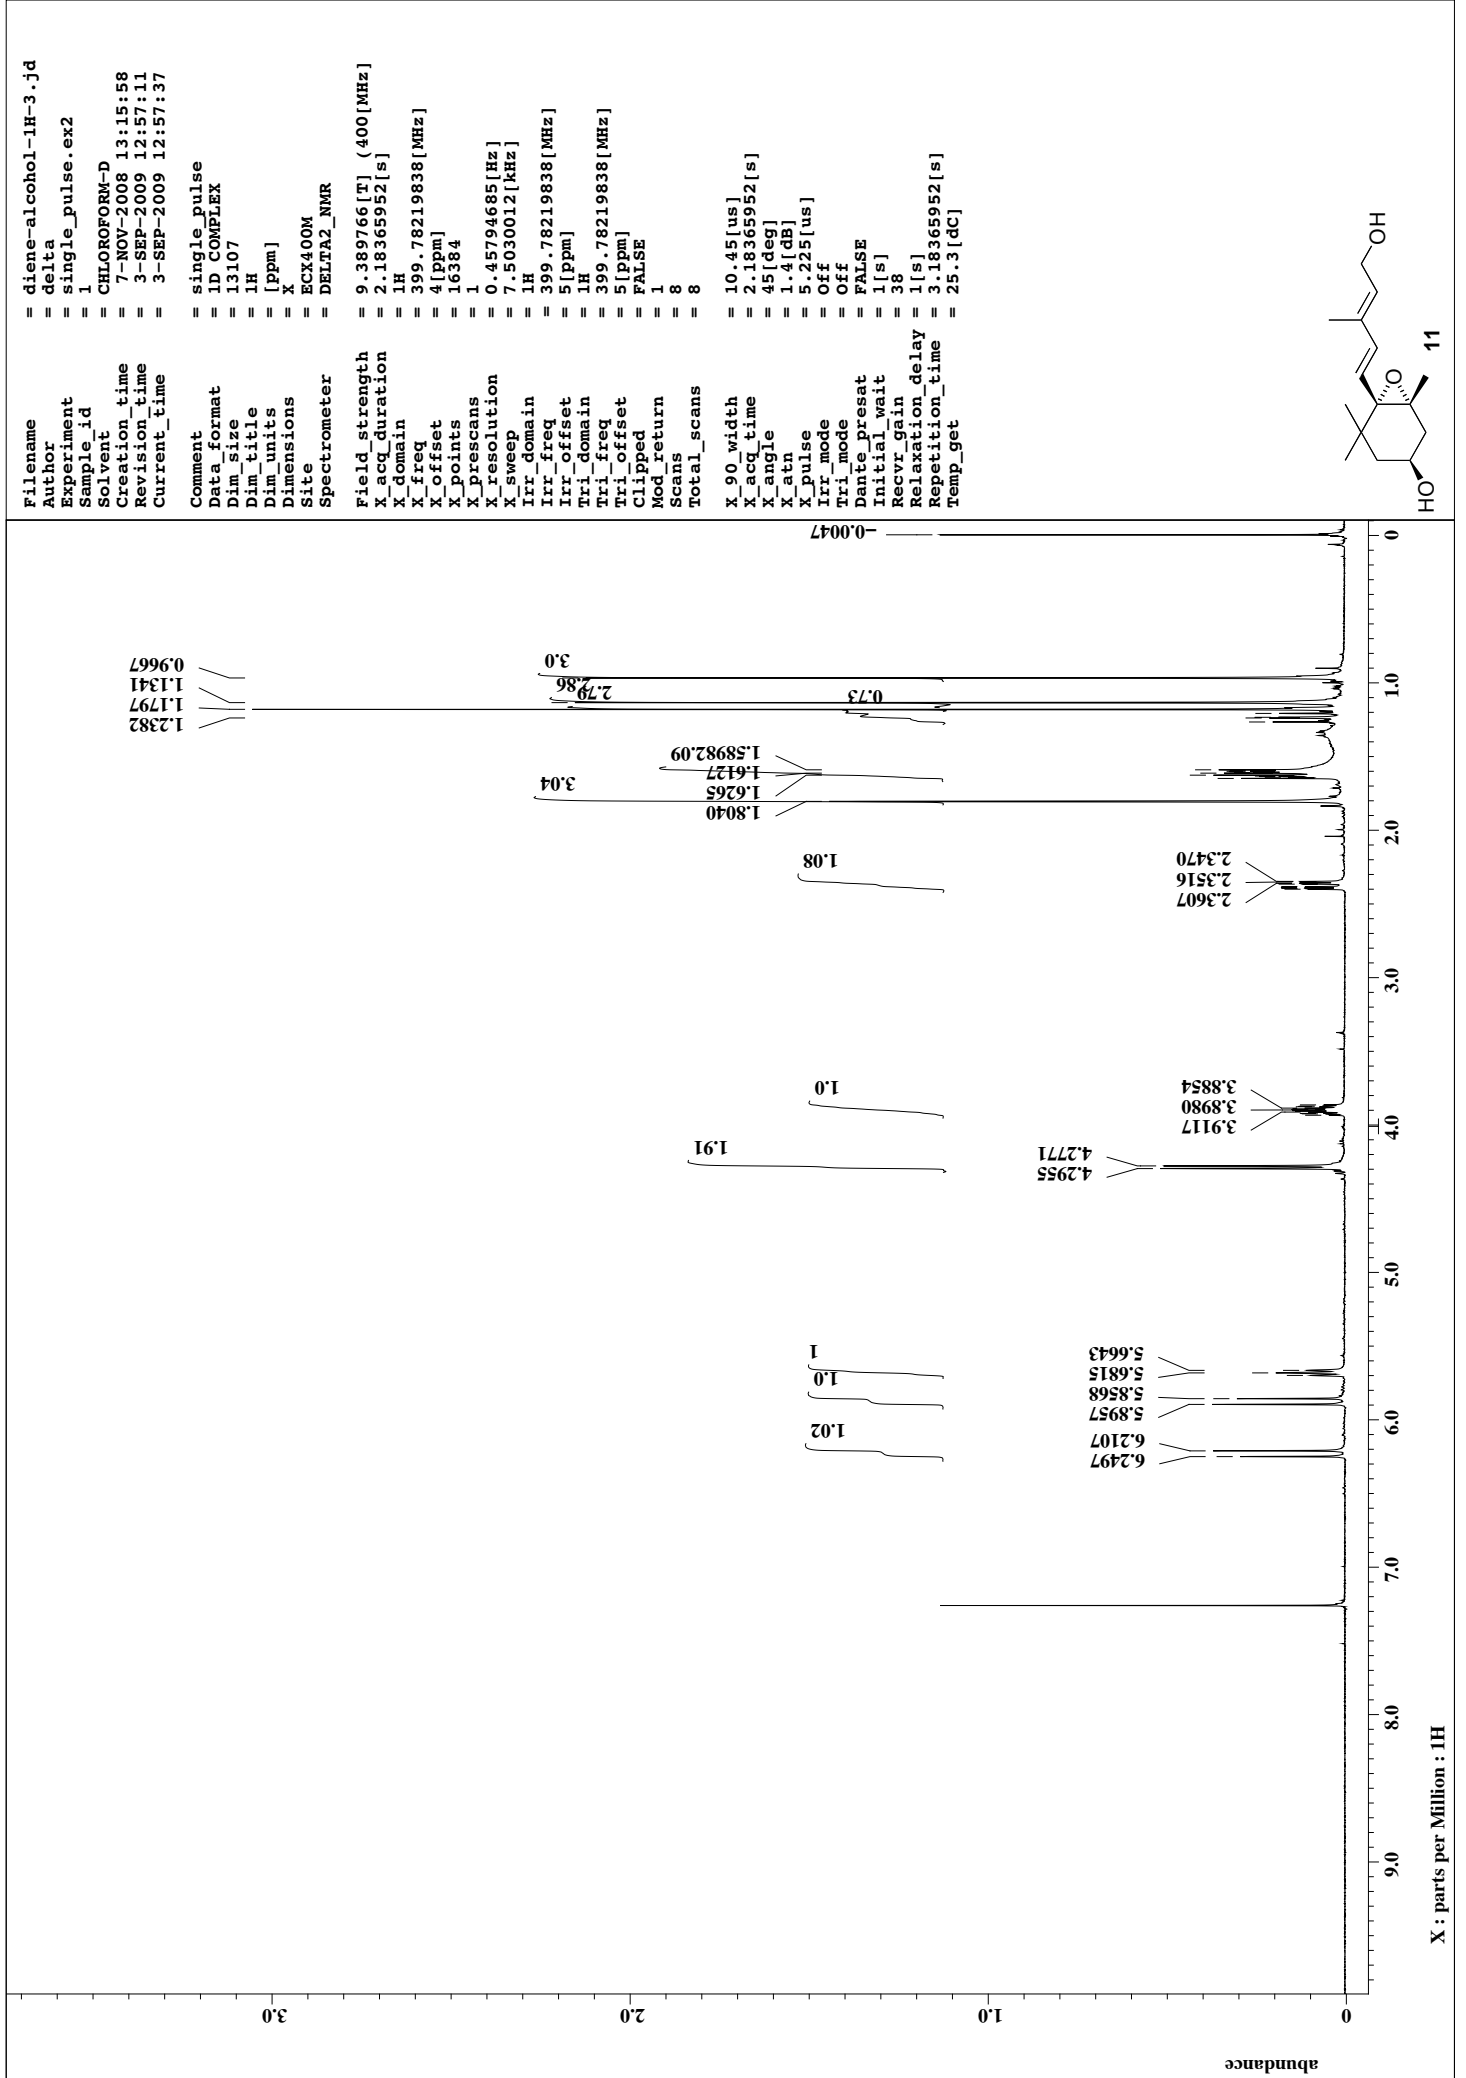 Filename = diene-alcohol-1H-3.jd
Author = delta
Experiment = single_pulse.ex2
Sample_id = 1
Solvent = CHLOROFORM-D
Creation_time = 7-NOV-2008 13:15:58
Revision_time = 3-SEP-2009 12:57:11
Current_time = 3-SEP-2009 12:57:37
Comment = single_pulse
Data_format = 1D COMPLEX
Dim_size = 13107
Dim_title = 1H
Dim_units = [ppm]
Dimensions = X
Site = ECX400M
Spectrometer = DELTA2_NMR
Field_strength = 9.389766[T] (400[MHz]
X_acq_duration = 2.18365952[s]
X_domain = 1H
X_freq = 399.78219838[MHz]
X_offset = 4[ppm]
X_points = 16384
X_prescans = 1
X_resolution = 0.45794685[Hz]
X_sweep = 7.5030012[kHz]
Irr_domain = 1H
Irr_freq = 399.78219838[MHz]
Irr_offset = 5[ppm]
Tri_domain = 1H
Tri_freq = 399.78219838[MHz]
Tri_offset = 5[ppm]
Clipped = FALSE
Mod_return = 1
Scans = 8
Total_scans = 8
X_90_width = 10.45[us]
X_acq_time = 2.18365952[s]
X_angle = 45[deg]
X_atn = 1.4[dB]
X_pulse = 5.225[us]
Irr_mode = Off
Tri_mode = Off
Dante_presat = FALSE
Initial_wait = 1[s]
Recvr_gain = 38
Relaxation_delay = 1[s]
Repetition_time = 3.18365952[s]
Temp_get = 25.3[dC]
HO
O
OH
11
abundance
0
1.0
2.0
3.0
X : parts per Million : 1H
9.0
8.0
7.0
6.0
5.0
4.0
3.0
2.0
1.0
0
6.2497
6.2107
5.8957
5.8568
5.6815
5.6643
4.2955
4.2771
3.9117
3.8980
3.8854
2.3607
2.3516
2.3470
1.8040
1.6265
1.6127
1.5898
1.2382
1.1797
1.1341
0.9667
-0.0047
1.02
1.0
1
1.91
1.0
1.08
3.04
2.09
0.73
2.79
2.86
3.0